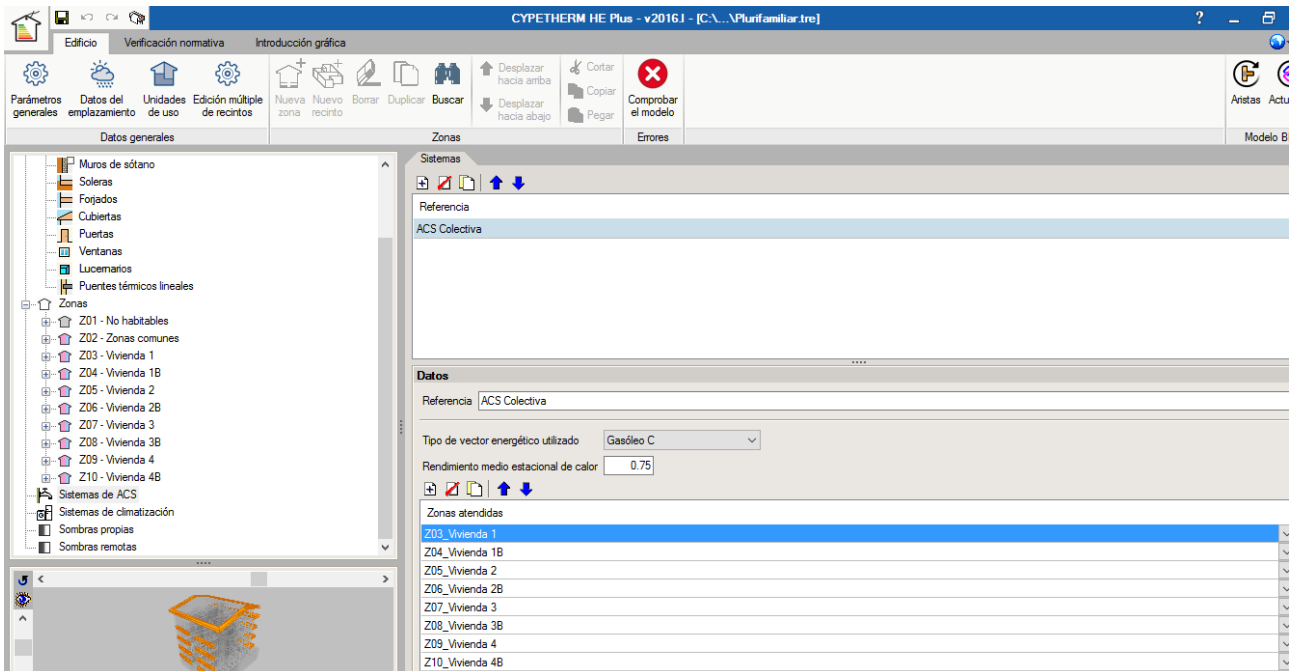 CYPETHERM HE Plus - v2016.I - [C:\...\Plurifamiliar.tre]
?
Edificio
Verificación normativa
Introducción gráfica
Parámetros generales
Datos del emplazamiento
Unidades de uso
Edición múltiple de recintos
Nueva zona
Nuevo recinto
Borrar
Duplicar
Buscar
Desplazar hacia arriba
Desplazar hacia abajo
Cortar
Copiar
Pegar
Comprobar el modelo
Aristas
Actu
Datos generales
Zonas
Errores
Modelo B
Muros de sótano
Soleras
Forjados
Cubiertas
Puertas
Ventanas
Lucernarios
Puentes térmicos lineales
Zonas
Z01 - No habitables
Z02 - Zonas comunes
Z03 - Vivienda 1
Z04 - Vivienda 1B
Z05 - Vivienda 2
Z06 - Vivienda 2B
Z07 - Vivienda 3
Z08 - Vivienda 3B
Z09 - Vivienda 4
Z10 - Vivienda 4B
Sistemas de ACS
Sistemas de climatización
Sombras propias
Sombras remotas
Sistemas
Referencia
ACS Colectiva
Datos
Referencia ACS Colectiva
Tipo de vector energético utilizado Gasóleo C
Rendimiento medio estacional de calor 0.75
Zonas atendidas
Z03_Vivienda 1
Z04_Vivienda 1B
Z05_Vivienda 2
Z06_Vivienda 2B
Z07_Vivienda 3
Z08_Vivienda 3B
Z09_Vivienda 4
Z10_Vivienda 4B